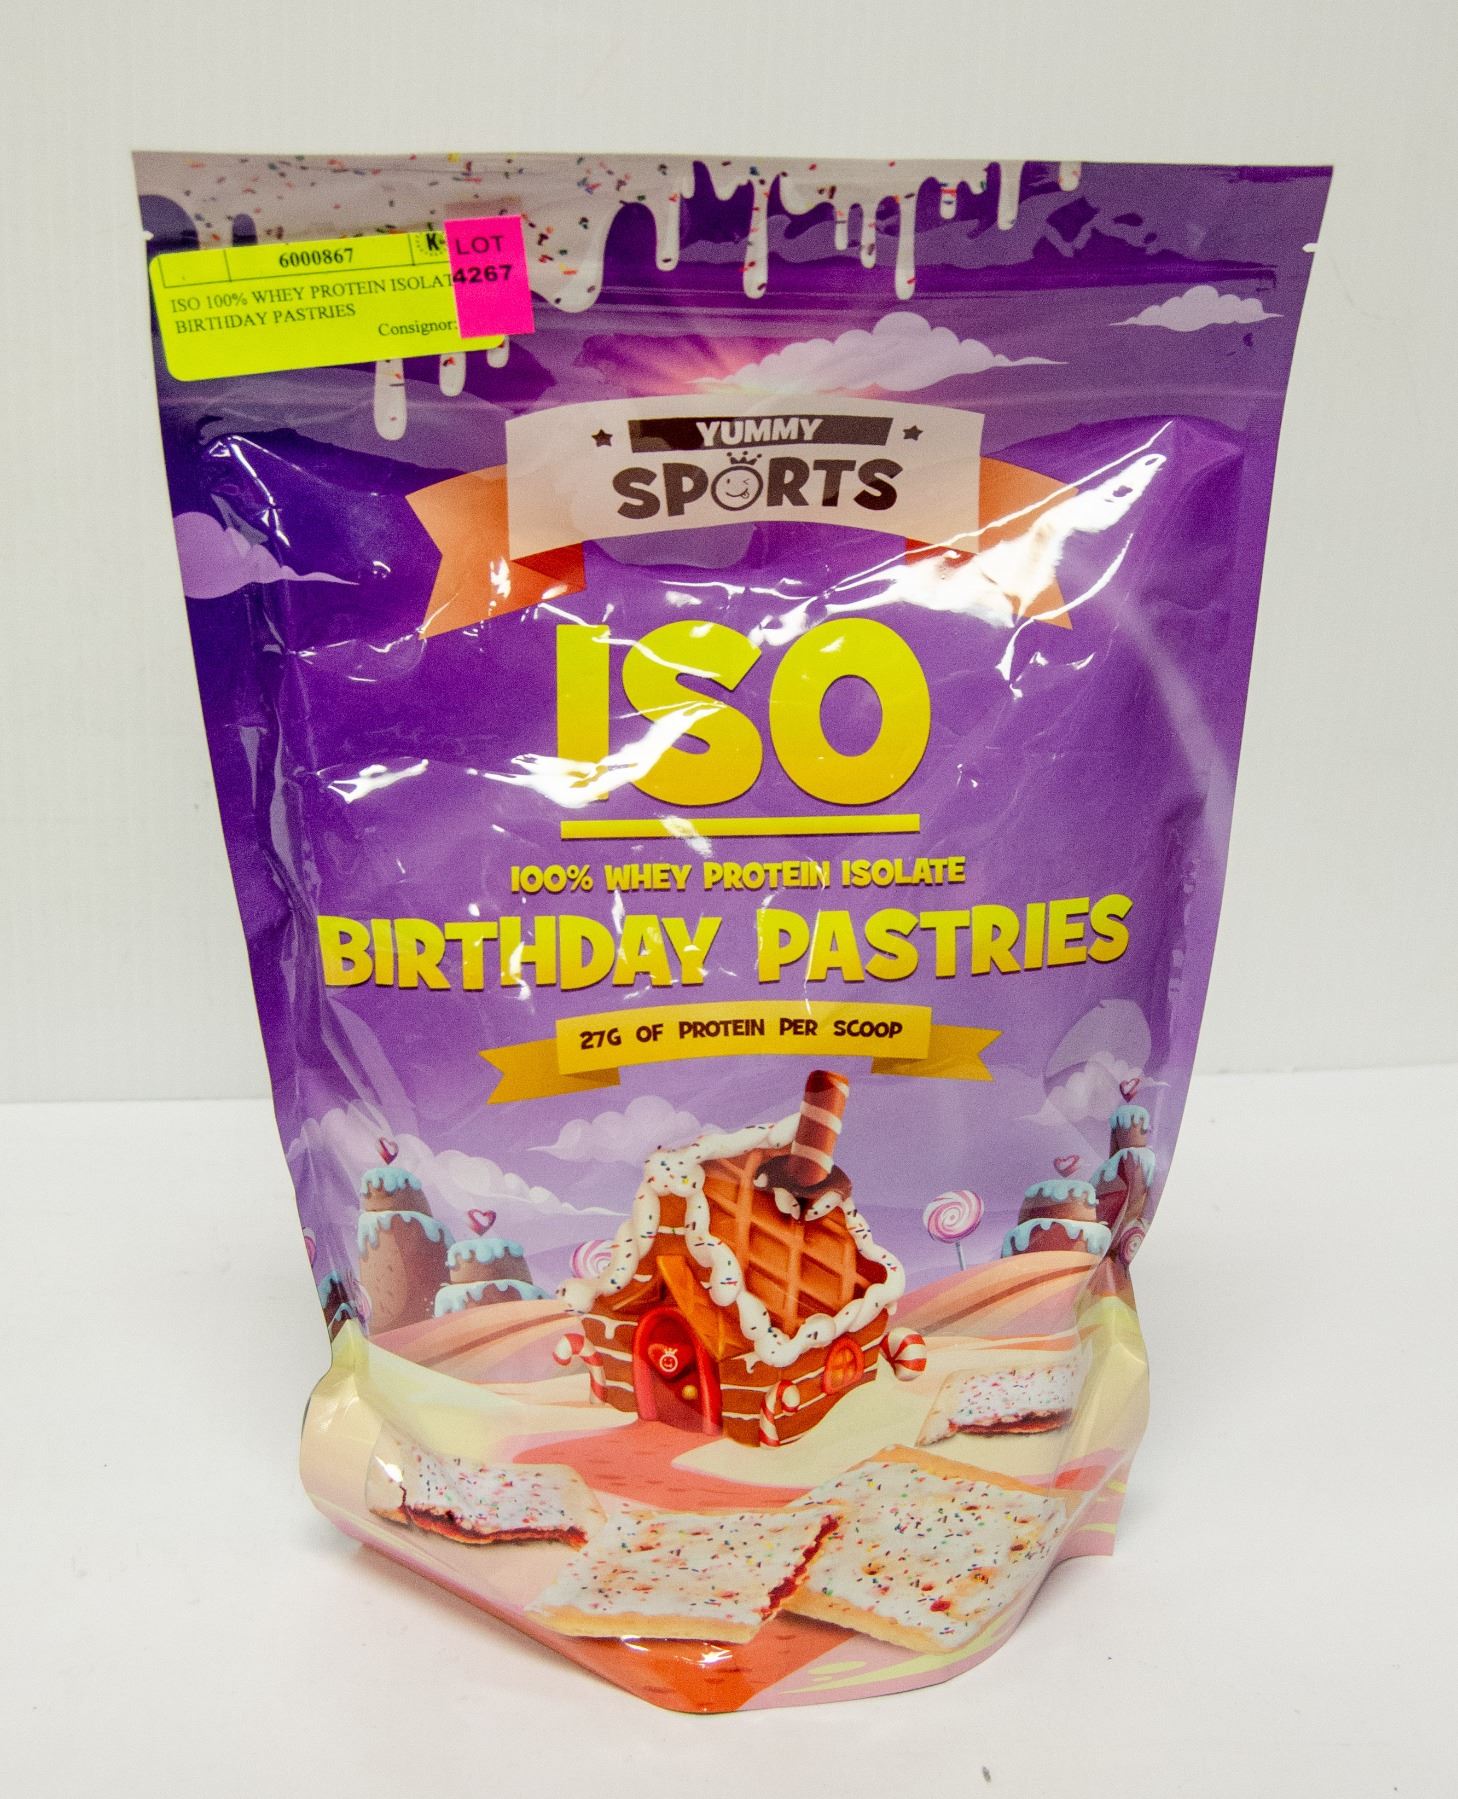 6000867
K
LOT
4267
ISO 100% WHEY PROTEIN ISOLAT
BIRTHDAY PASTRIES
Consignor:
YUMMY
SPORTS
ISO
100% WHEY PROTEIN ISOLATE
BIRTHDAY PASTRIES
27G OF PROTEIN PER SCOOP